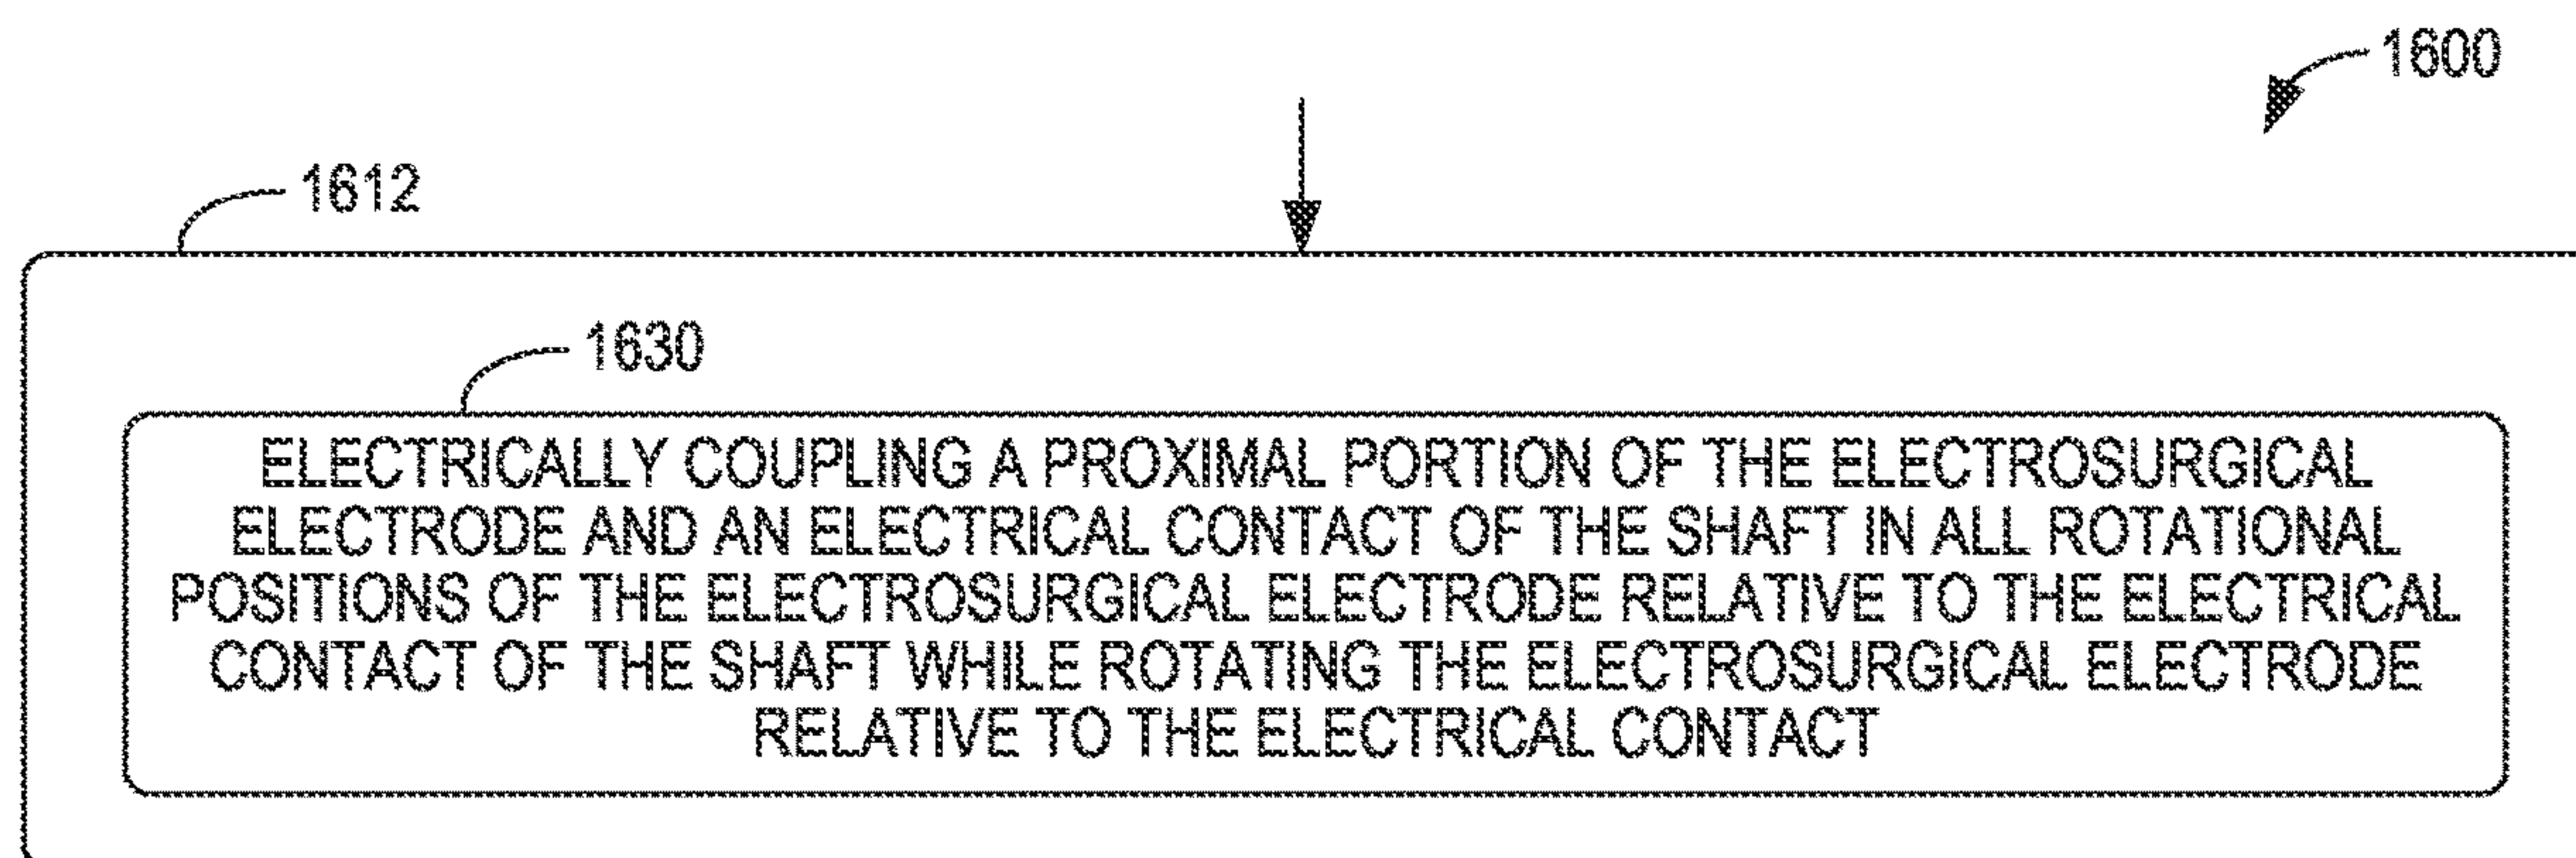 1600
1612
1630
ELECTRICALLY COUPLING A PROXIMAL PORTION OF THE ELECTROSURGICAL
ELECTRODE AND AN ELECTRICAL CONTACT OF THE SHAFT IN ALL ROTATIONAL
POSITIONS OF THE ELECTROSURGICAL ELECTRODE RELATIVE TO THE ELECTRICAL
CONTACT OF THE SHAFT WHILE ROTATING THE ELECTROSURGICAL ELECTRODE
RELATIVE TO THE ELECTRICAL CONTACT